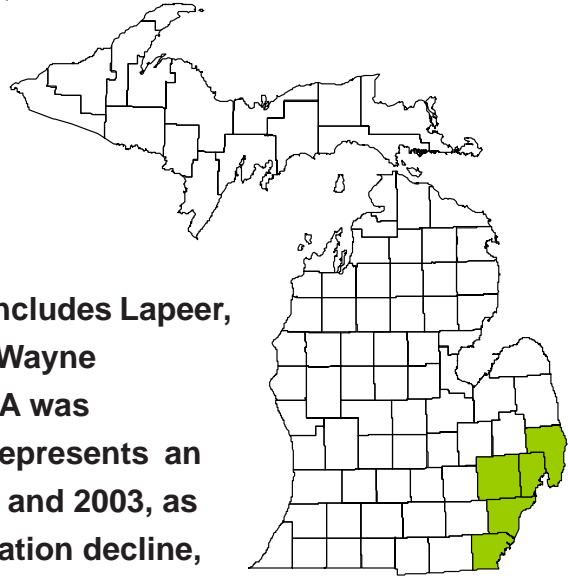 ncludes Lapeer,
Wayne
A was
epresents an
and 2003, as
ation decline,